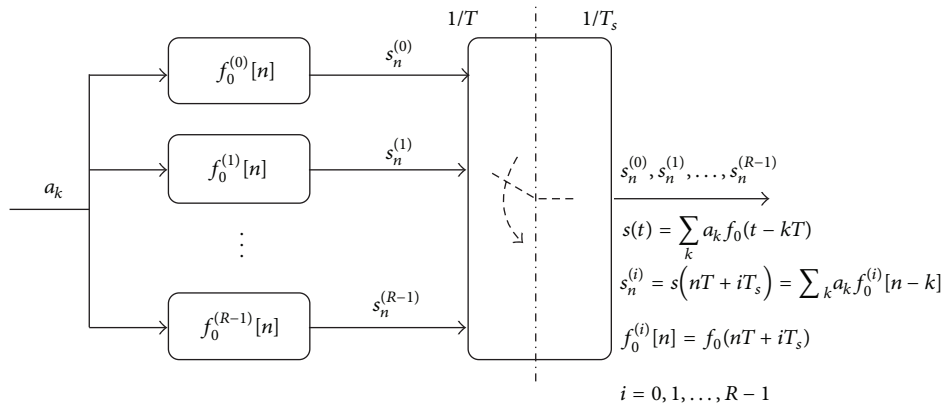 1/T
1/T_s
f_0^{(0)}[n]
s_n^{(0)}
f_0^{(1)}[n]
s_n^{(1)}
a_k
⋮
f_0^{(R-1)}[n]
s_n^{(R-1)}
s_n^{(0)}, s_n^{(1)}, . . . , s_n^{(R-1)}
s(t) = ∑_k a_k f_0(t − kT)
s_n^{(i)} = s(nT + iT_s) = ∑_k a_k f_0^{(i)}[n − k]
f_0^{(i)}[n] = f_0(nT + iT_s)
i = 0, 1, . . . , R − 1